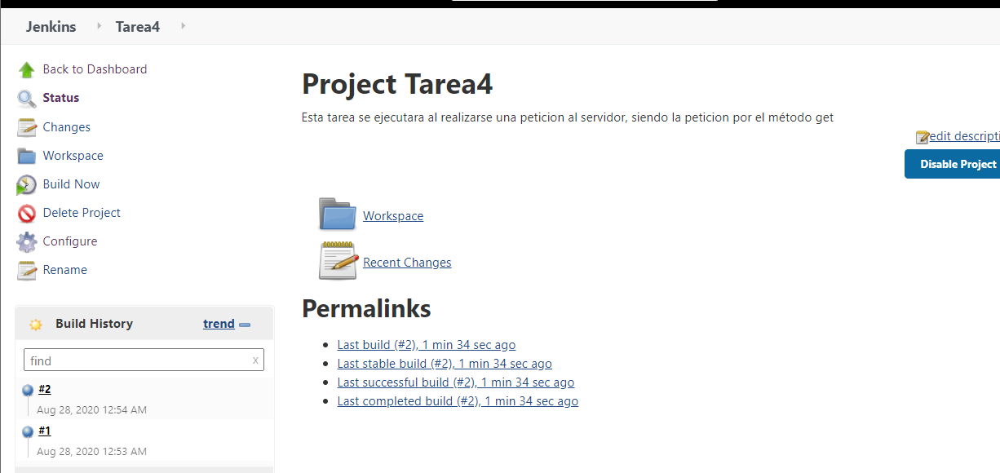 Jenkins Tarea4
Back to Dashboard
Status
Changes
Workspace
Build Now
Delete Project
Configure
Rename
Build History trend
find x
#2
Aug 28, 2020 12:54 AM
#1
Aug 28, 2020 12:53 AM
Project Tarea4
Esta tarea se ejecutara al realizarse una peticion al servidor, siendo la peticion por el método get
edit descripti
Disable Project
Workspace
Recent Changes
Permalinks
Last build (#2), 1 min 34 sec ago
Last stable build (#2), 1 min 34 sec ago
Last successful build (#2), 1 min 34 sec ago
Last completed build (#2), 1 min 34 sec ago